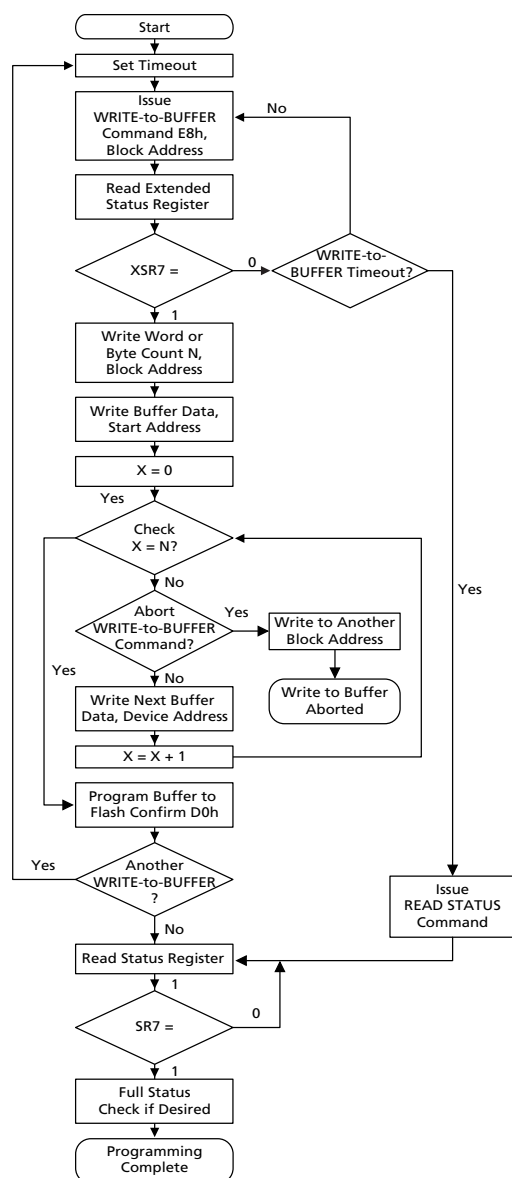 Start
Set Timeout
Issue
WRITE-to-BUFFER
Command E8h,
Block Address
No
Read Extended
Status Register
XSR7 =
0
WRITE-to-
BUFFER Timeout?
1
Write Word or
Byte Count N,
Block Address
Write Buffer Data,
Start Address
X = 0
Yes
Check
X = N?
Yes
No
Abort
WRITE-to-BUFFER
Command?
Yes
Write to Another
Block Address
Yes
No
Write to Buffer
Aborted
Write Next Buffer
Data, Device Address
X = X + 1
Program Buffer to
Flash Confirm D0h
Yes
Another
WRITE-to-BUFFER
?
Issue
READ STATUS
Command
No
Read Status Register
1
SR7 =
0
1
Full Status
Check if Desired
Programming
Complete